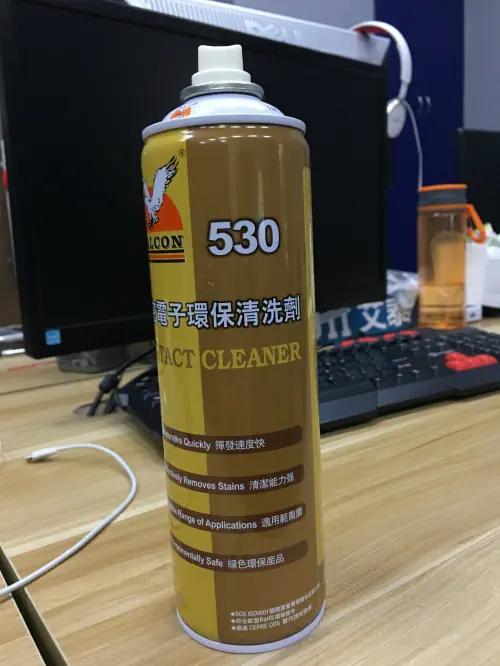 DELL
LCON
®
530
電子環保清洗劑
TACT CLEANER
Quickly 揮發速度快
Removes Stains 清潔能力强
Range of Applications 適用範圍廣
Safe 綠色環保產品